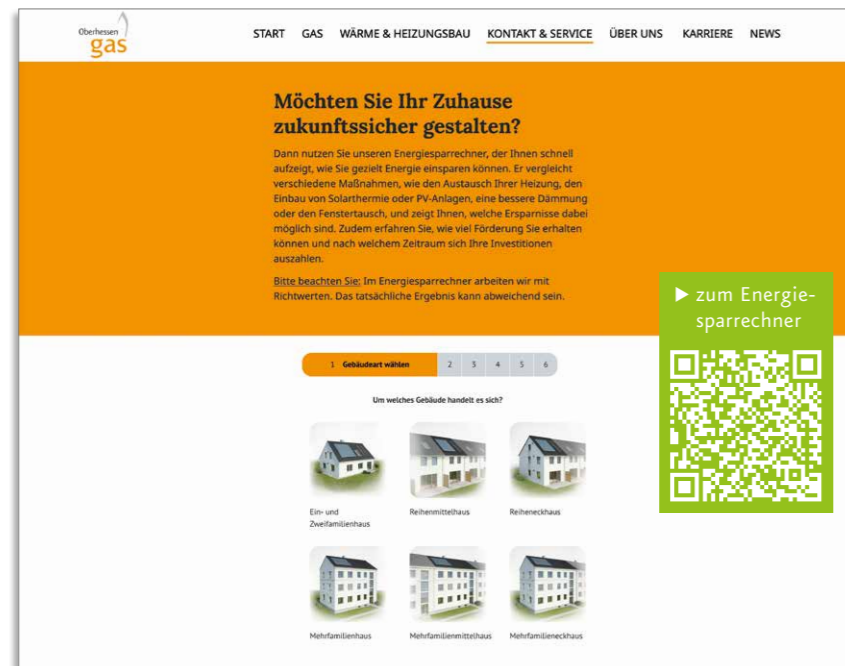 Oberhessen
gas
START GAS WÄRME & HEIZUNGSBAU KONTAKT & SERVICE ÜBER UNS KARRIERE NEWS
Möchten Sie Ihr Zuhause
zukunftssicher gestalten?
Dann nutzen Sie unseren Energiesparrechner, der Ihnen schnell
aufzeigt, wie Sie gezielt Energie einsparen können. Er vergleicht
verschiedene Maßnahmen, wie den Austausch Ihrer Heizung, den
Einbau von Solarthermie oder PV-Anlagen, eine bessere Dämmung
oder den Fenstertausch, und zeigt Ihnen, welche Ersparnisse dabei
möglich sind. Zudem erfahren Sie, wie viel Förderung Sie erhalten
können und nach welchem Zeitraum sich Ihre Investitionen
auszahlen.
Bitte beachten Sie: Im Energiesparrechner arbeiten wir mit
Richtwerten. Das tatsächliche Ergebnis kann abweichend sein.
▶ zum Energie-
sparrechner
1 Gebäudeart wählen 2 3 4 5 6
Um welches Gebäude handelt es sich?
Ein- und
Zweifamilienhaus
Reihenmittelhaus
Reiheneckhaus
Mehrfamilienhaus
Mehrfamilienmittelhaus
Mehrfamilieneckhaus